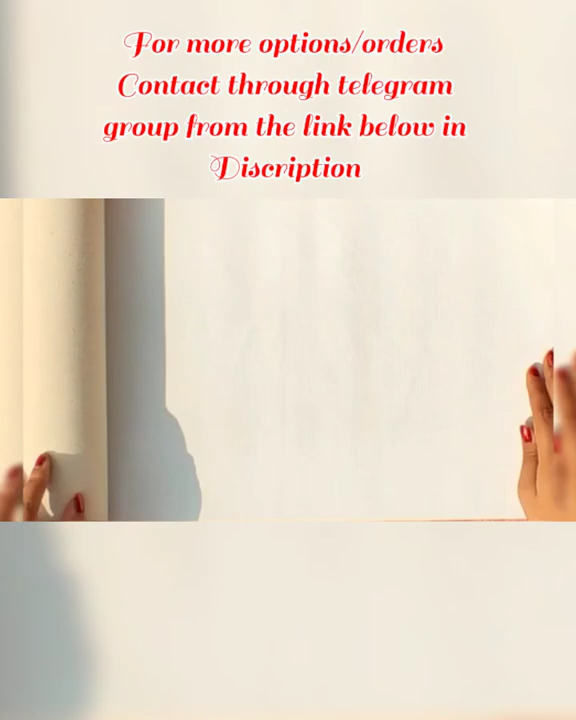 For more options/orders
Contact through telegram
group from the link below in
Discription